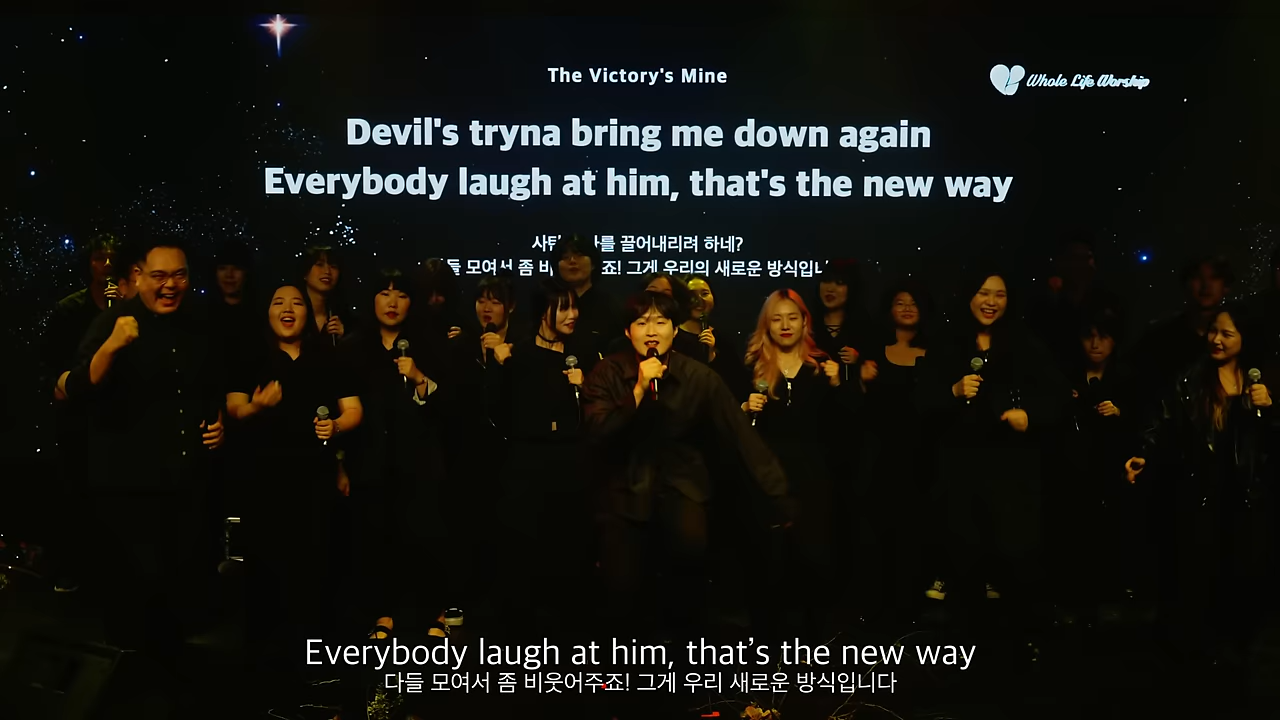 The Victory's Mine
Whole Life Worship
Devil's tryna bring me down again
Everybody laugh at him, that's the new way
끌어내리려 하네?
모여서 좀 그게 우리의 새로운
Everybody laugh at him, that’s the new way
다들 모여서 좀 비웃어주죠! 그게 우리 새로운 방식입니다